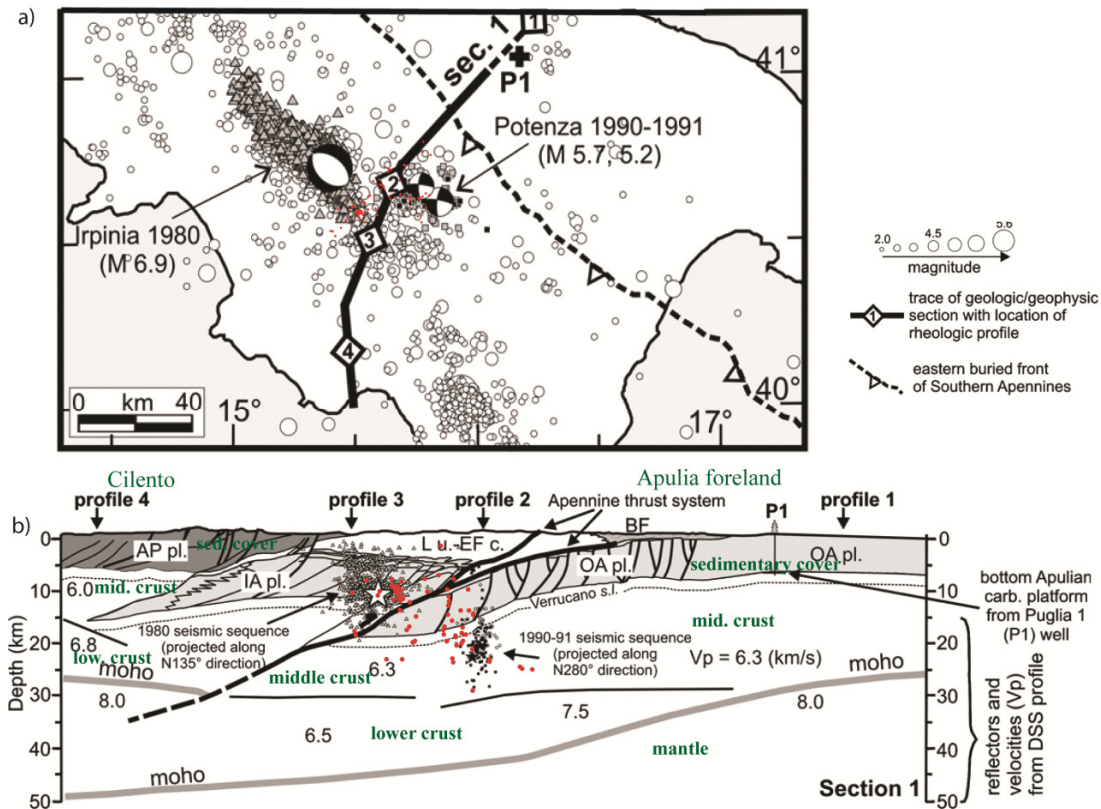 a)
sec. 1
1
P1
41°
Potenza 1990-1991
(M 5.7, 5.2)
2
3
4
Irpinia 1980
(M 6.9)
0 km 40
15°
17°
40°
2.0 4.5 5.6
magnitude
1
trace of geologic/geophysic
section with location of
rheologic profile
eastern buried front
of Southern Apennines
Cilento
Apulia foreland
profile 4
profile 3
profile 2
Apennine thrust system
P1
profile 1
b)
BF
0
AP pl.
sed. cover
L u.-EF c.
OA pl.
sedimentary cover
OA pl.
0
6.0
mid. crust
IA pl.
10
10
Verrucano s.l.
bottom Apulian
carb. platform
from Puglia 1
(P1) well
6.8
low. crust
1980 seismic sequence
(projected along
N135° direction)
mid. crust
20
20
1990-91 seismic sequence
(projected along
N280° direction)
Vp = 6.3 (km/s)
moho
6.3
middle crust
moho
8.0
8.0
30
30
7.5
6.5
lower crust
mantle
40
40
moho
Section 1
50
50
Depth (km)
reflectors and
velocities (Vp)
from DSS profile